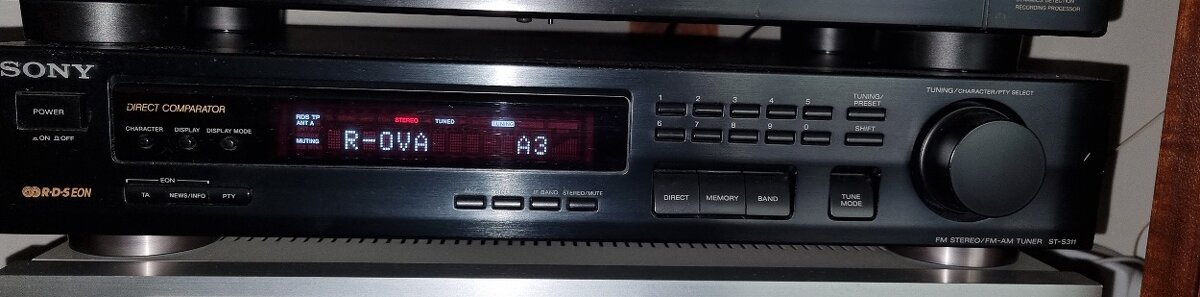 RECORDING PROCESSOR
SONY
POWER
ON OFF
DIRECT COMPARATOR
CHARACTER DISPLAY DISPLAY MODE
RDS TP
ANT A
MUTING
STEREO TUNED TUNING
R-OVA A3
R·D·S EON
EON
TA NEWS/INFO PTY
IF BAND STEREO/MUTE
1 2 3 4 5
6 7 8 9 0
TUNING/
PRESET
SHIFT
DIRECT MEMORY BAND
TUNE
MODE
TUNING/CHARACTER/PTY SELECT
FM STEREO/FM-AM TUNER ST-S311